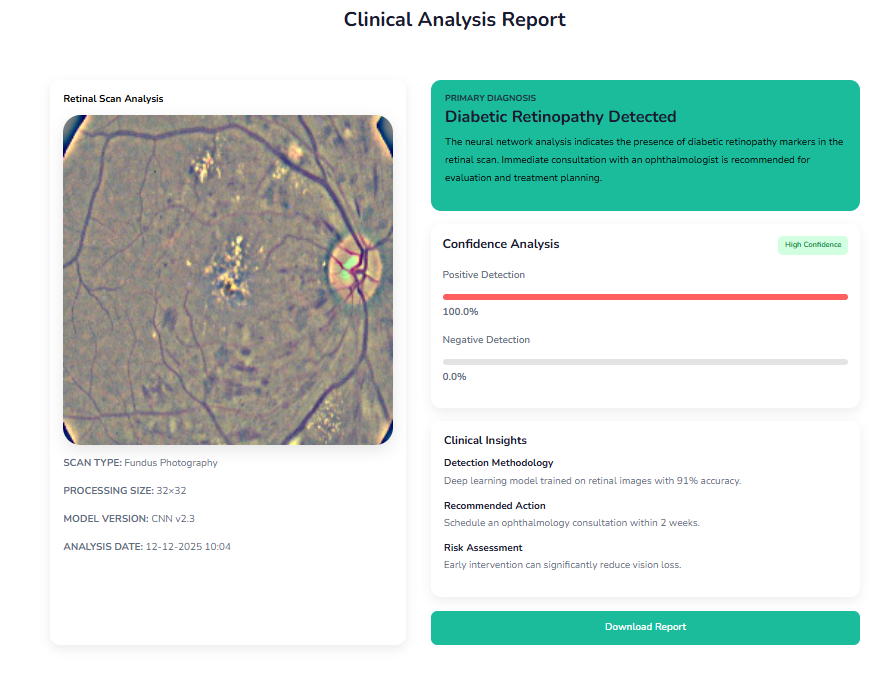 Clinical Analysis Report
Retinal Scan Analysis
SCAN TYPE: Fundus Photography
PROCESSING SIZE: 32×32
MODEL VERSION: CNN v2.3
ANALYSIS DATE: 12-12-2025 10:04
PRIMARY DIAGNOSIS
Diabetic Retinopathy Detected
The neural network analysis indicates the presence of diabetic retinopathy markers in the
retinal scan. Immediate consultation with an ophthalmologist is recommended for
evaluation and treatment planning.
Confidence Analysis
High Confidence
Positive Detection
100.0%
Negative Detection
0.0%
Clinical Insights
Detection Methodology
Deep learning model trained on retinal images with 91% accuracy.
Recommended Action
Schedule an ophthalmology consultation within 2 weeks.
Risk Assessment
Early intervention can significantly reduce vision loss.
Download Report